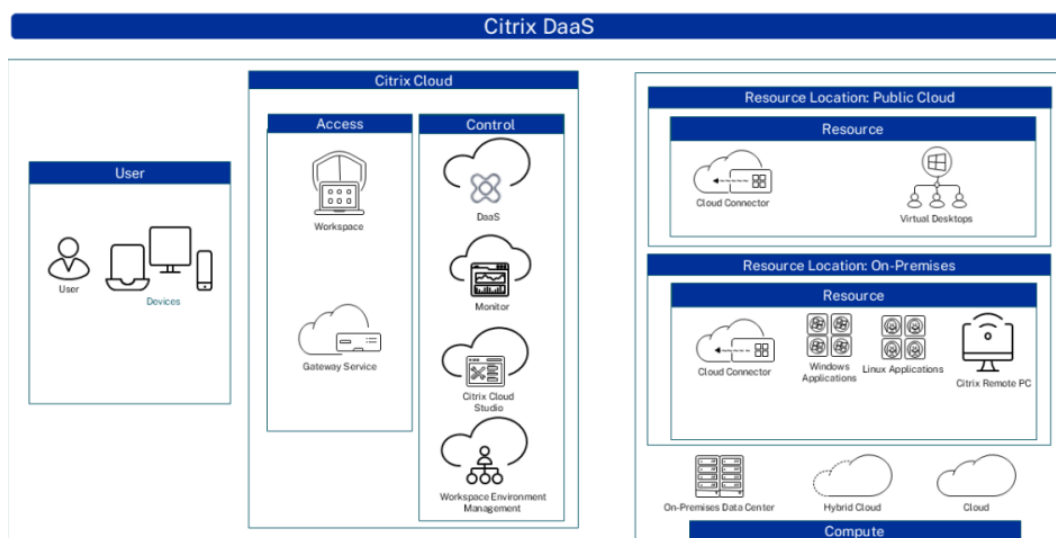 Citrix DaaS
User
User
Devices
Citrix Cloud
Access
Workspace
Gateway Service
Control
DaaS
Monitor
Citrix Cloud
Studio
Workspace Environment
Management
Resource Location: Public Cloud
Resource
Cloud Connector
Virtual Desktops
Resource Location: On-Premises
Resource
Cloud Connector
Windows
Applications
Linux Applications
Citrix Remote PC
On-Premises Data Center
Hybrid Cloud
Cloud
Compute